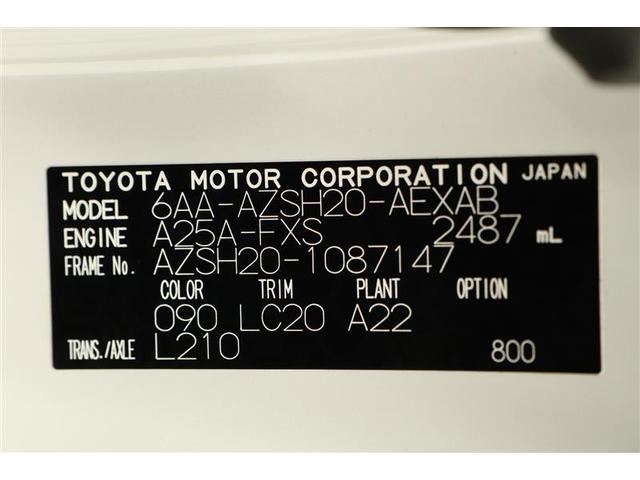 TOYOTA MOTOR CORPORATION JAPAN
MODEL 6AA-AZSH20-AEXAB
ENGINE A25A-FXS 2487 mL
FRAME No. AZSH20-1087147
COLOR TRIM PLANT OPTION
090 LC20 A22
TRANS./AXLE L210 800